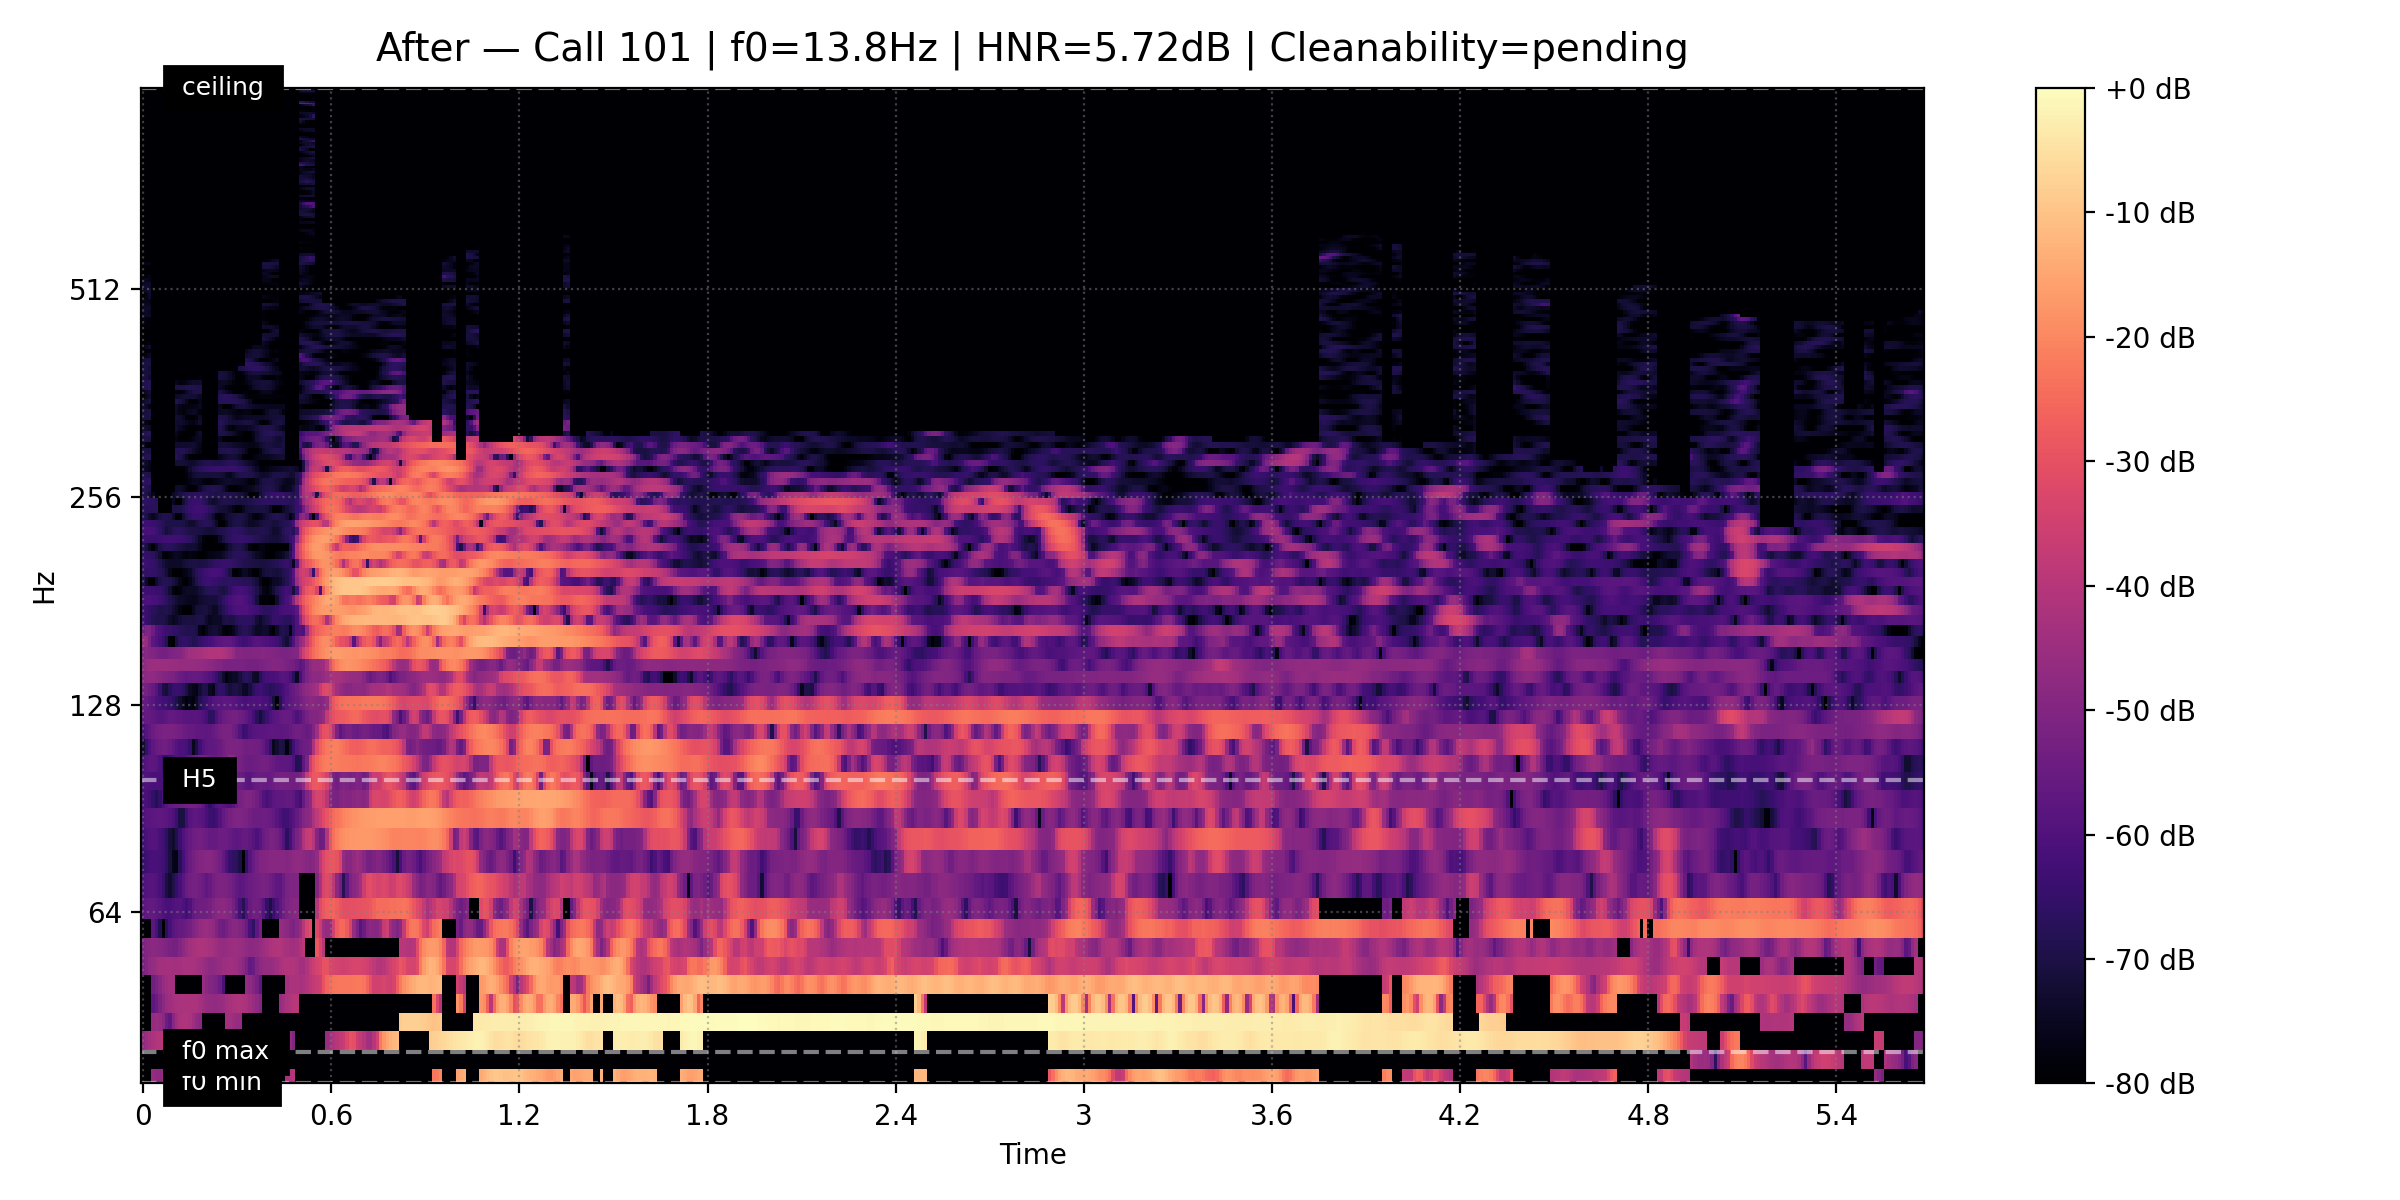 After — Call 101 | f0=13.8Hz | HNR=5.72dB | Cleanability=pending
ceiling
+0 dB
-10 dB
512
-20 dB
-30 dB
256
-40 dB
Hz
-50 dB
128
H5
-60 dB
64
-70 dB
f0 max
f0 min
-80 dB
0 0.6 1.2 1.8 2.4 3 3.6 4.2 4.8 5.4
Time